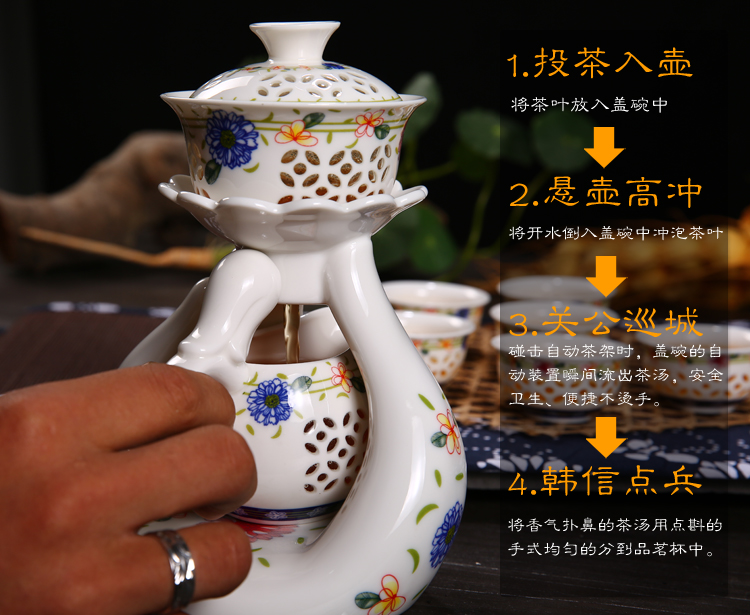 1.投茶入壶
将茶叶放入盖碗中
2.悬壶高冲
将开水倒入盖碗中冲泡茶叶
3.关公巡城
碰击自动茶架时，盖碗的自
动装置瞬间流出茶汤，安全
卫生、便捷不烫手。
4.韩信点兵
将香气扑鼻的茶汤用点斟的
手式均匀的分到品茗杯中。